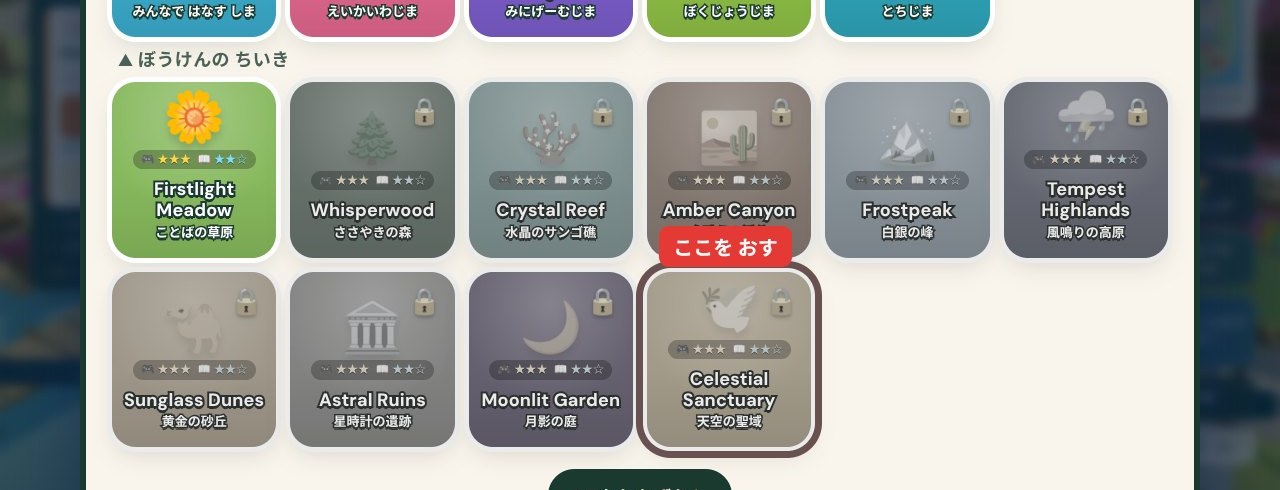 みんなで はなす しま
えいかいわじま
みにげーむじま
ぼくじょうじま
とちじま
▲ ぼうけんの ちいき
★★★ ★★☆
Firstlight
Meadow
ことばの草原
★★★ ★★☆
Whisperwood
ささやきの森
★★★ ★★☆
Crystal Reef
水晶のサンゴ礁
★★★ ★★☆
Amber Canyon
★★★ ★★☆
Frostpeak
白銀の峰
★★★ ★★☆
Tempest
Highlands
風鳴りの高原
★★★ ★★☆
Sunglass Dunes
黄金の砂丘
★★★ ★★☆
Astral Ruins
星時計の遺跡
★★★ ★★☆
Moonlit Garden
月影の庭
ここを おす
★★★ ★★☆
Celestial
Sanctuary
天空の聖域